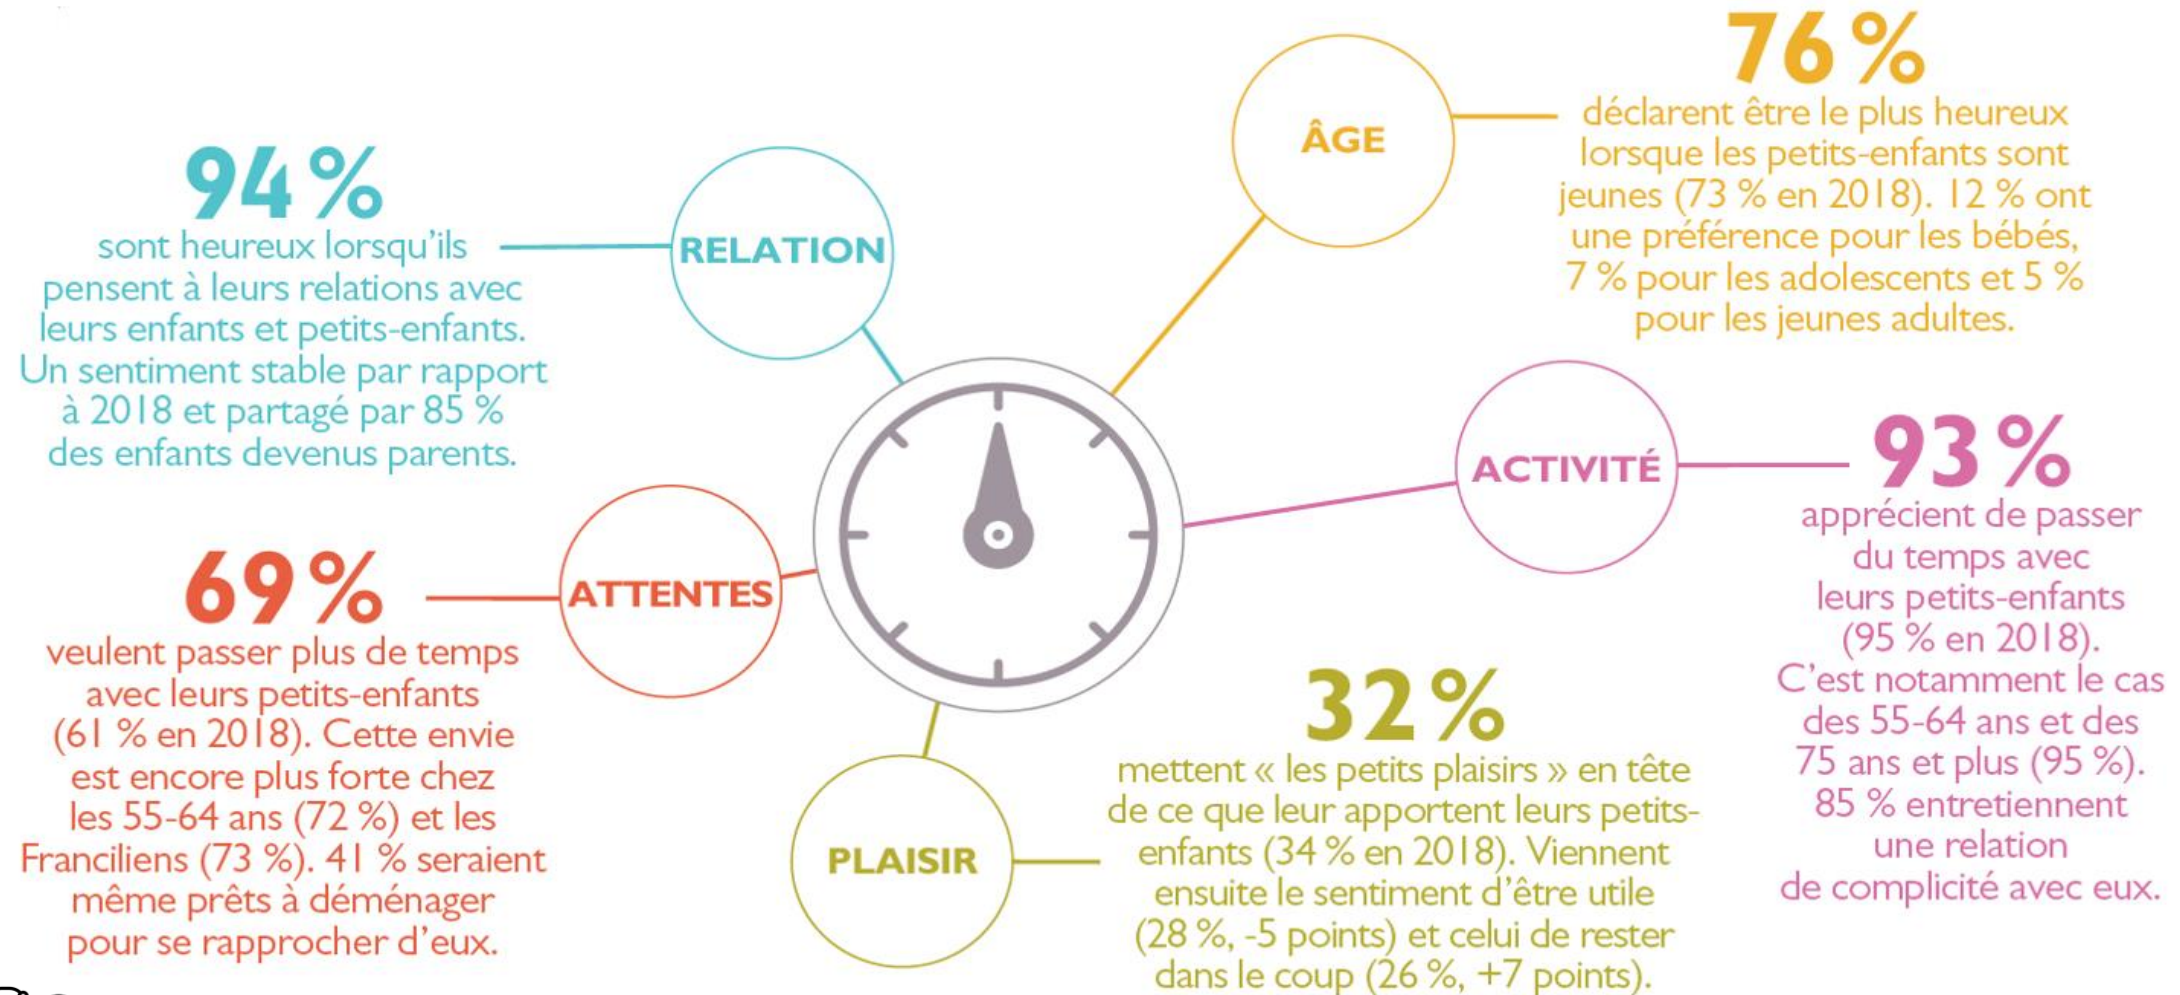 94 %
sont heureux lorsqu'ils
pensent à leurs relations avec
leurs enfants et petits-enfants.
Un sentiment stable par rapport
à 2018 et partagé par 85 %
des enfants devenus parents.
RELATION
ÂGE
76 %
déclarent être le plus heureux
lorsque les petits-enfants sont
jeunes (73 % en 2018). 12 % ont
une préférence pour les bébés,
7 % pour les adolescents et 5 %
pour les jeunes adultes.
ACTIVITÉ
93 %
apprécient de passer
du temps avec
leurs petits-enfants
(95 % en 2018).
C'est notamment le cas
des 55-64 ans et des
75 ans et plus (95 %).
85 % entretiennent
une relation
de complicité avec eux.
69 %
veulent passer plus de temps
avec leurs petits-enfants
(61 % en 2018). Cette envie
est encore plus forte chez
les 55-64 ans (72 %) et les
Franciliens (73 %). 41 % seraient
même prêts à déménager
pour se rapprocher d'eux.
ATTENTES
PLAISIR
32 %
mettent « les petits plaisirs » en tête
de ce que leur apportent leurs petits-
enfants (34 % en 2018). Viennent
ensuite le sentiment d'être utile
(28 %, -5 points) et celui de rester
dans le coup (26 %, +7 points).